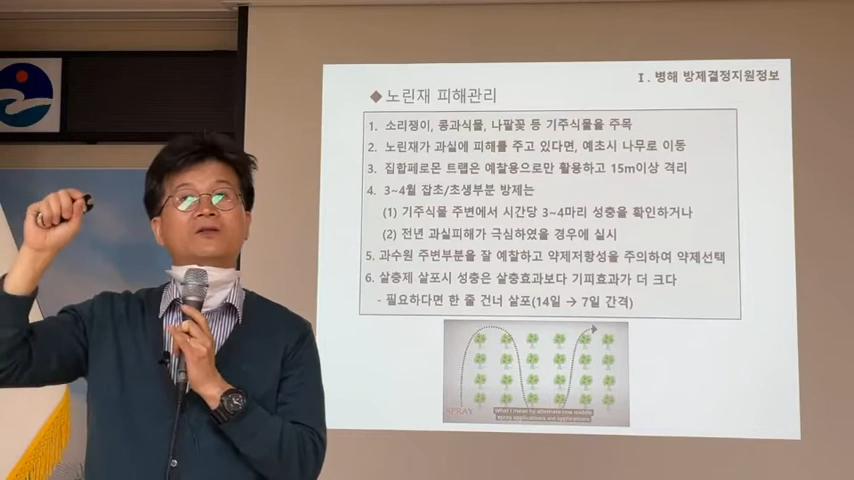 Ⅰ. 병해 방제결정지원정보
◆노린재 피해관리
1. 소리쟁이, 콩과식물, 나팔꽃 등 기주식물을 주목
2. 노린재가 과실에 피해를 주고 있다면, 예초시 나무로 이동
3. 집합페로몬 트랩은 예찰용으로만 활용하고 15m이상 격리
4. 3~4월 잡초/초생부분 방제는
(1) 기주식물 주변에서 시간당 3~4마리 성충을 확인하거나
(2) 전년 과실피해가 극심하였을 경우에 실시
5. 과수원 주변부분을 잘 예찰하고 약제저항성을 주의하여 약제선택
6. 살충제 살포시 성충은 살충효과보다 기피효과가 더 크다
- 필요하다면 한 줄 건너 살포(14일 → 7일 간격)
SPRAY
What I mean by alternate row middle
spray applications are applications